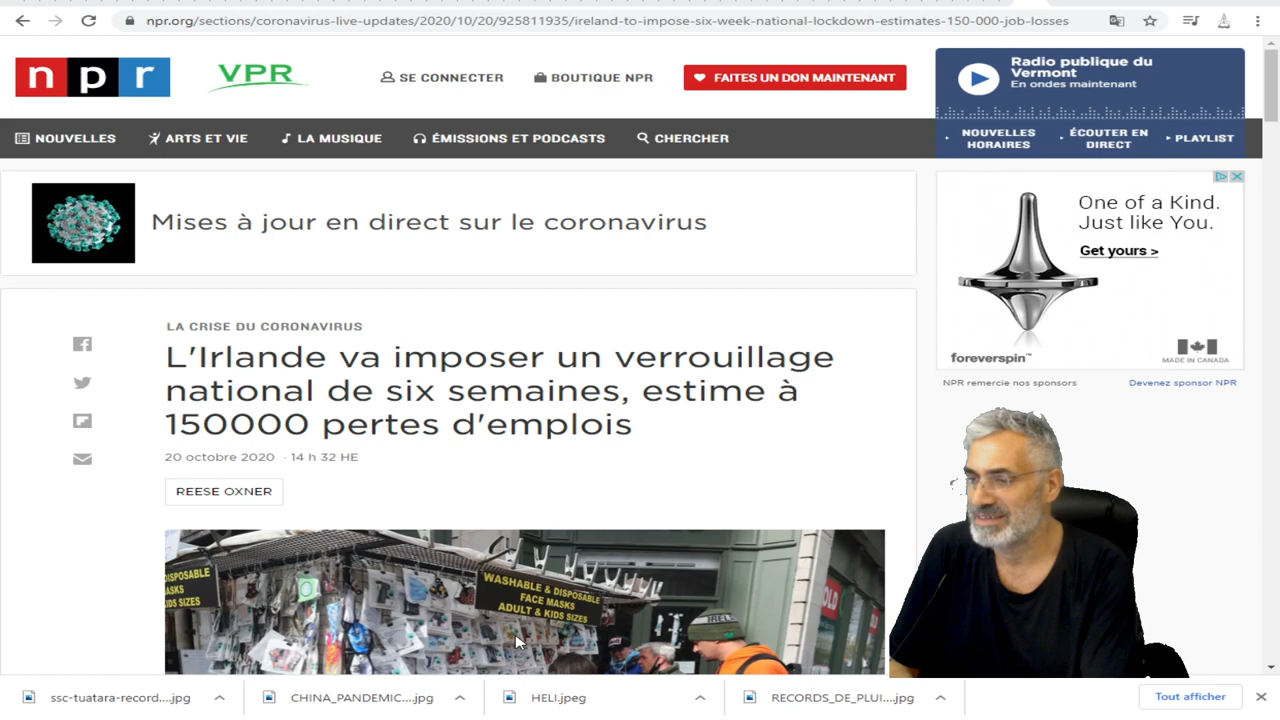 npr.org/sections/coronavirus-live-updates/2020/10/20/925811935/ireland-to-impose-six-week-national-lockdown-estimates-150-000-job-losses
n p r
VPR
SE CONNECTER
BOUTIQUE NPR
FAITES UN DON MAINTENANT
Radio publique du
Vermont
En ondes maintenant
NOUVELLES
ARTS ET VIE
LA MUSIQUE
ÉMISSIONS ET PODCASTS
CHERCHER
NOUVELLES
HORAIRES
ÉCOUTER EN
DIRECT
PLAYLIST
Mises à jour en direct sur le coronavirus
One of a Kind.
Just like You.
Get yours >
foreverspin™
MADE IN CANADA
NPR remercie nos sponsors
Devenez sponsor NPR
LA CRISE DU CORONAVIRUS
L'Irlande va imposer un verrouillage
national de six semaines, estime à
150000 pertes d'emplois
20 octobre 2020 · 14 h 32 HE
REESE OXNER
DISPOSABLE
MASKS
KIDS SIZES
WASHABLE & DISPOSABLE
FACE MASKS
ADULT & KIDS SIZES
ssc-tuatara-record....jpg
CHINA_PANDEMIC....jpg
HELI.jpeg
RECORDS_DE_PLUI....jpg
Tout afficher